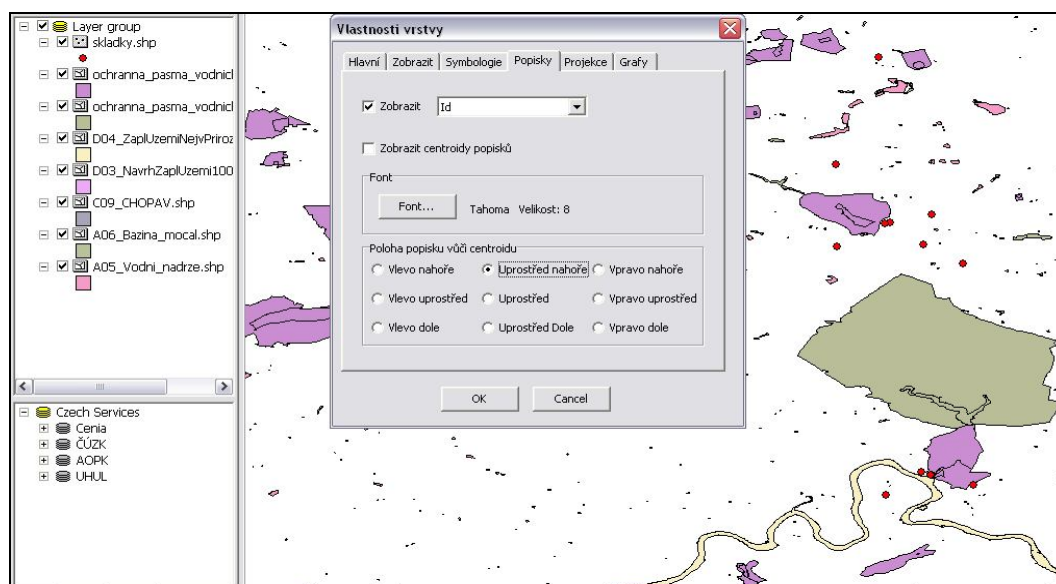 Layer group
skladky.shp
ochranna_pasma_vodnicl
ochranna_pasma_vodnicl
D04_ZaplUzemiNejvPriroz
D03_NavrhZaplUzemi100
C09_CHOPAV.shp
A06_Bazina_mocal.shp
A05_Vodni_nadrze.shp
Czech Services
Cenia
ČÚZK
AOPK
UHUL
Vlastnosti vrstvy
Hlavní Zobrazit Symbologie Popisky Projekce Grafy
Zobrazit Id
Zobrazit centroidy popisků
Font
Font... Tahoma Velikost: 8
Poloha popisku vůči centroidu
Vlevo nahoře Uprostřed nahoře Vpravo nahoře
Vlevo uprostřed Uprostřed Vpravo uprostřed
Vlevo dole Uprostřed Dole Vpravo dole
OK Cancel